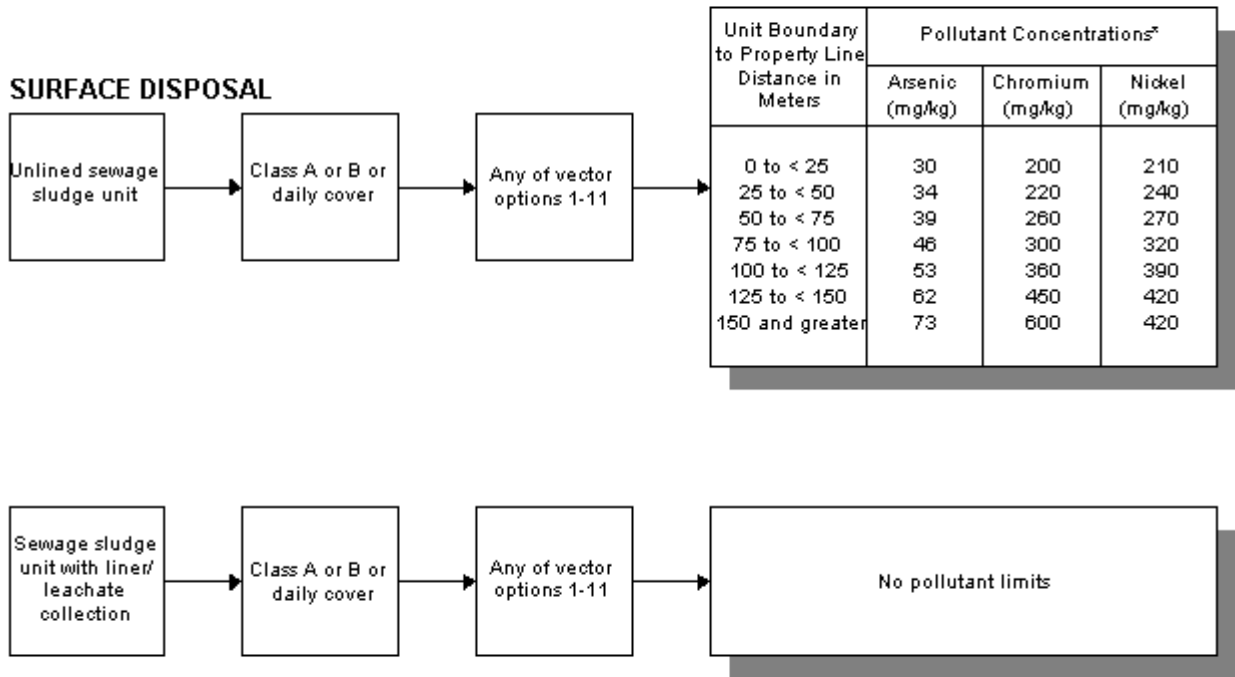 SURFACE DISPOSAL
Unlined sewage
sludge unit
Class A or B or
daily cover
Any of vector
options 1-11
Unit Boundary
to Property Line
Distance in
Meters
Pollutant Concentrations*
Arsenic
(mg/kg)
Chromium
(mg/kg)
Nickel
(mg/kg)
0 to < 25 30 200 210
25 to < 50 34 220 240
50 to < 75 39 260 270
75 to < 100 46 300 320
100 to < 125 53 360 390
125 to < 150 62 450 420
150 and greater 73 600 420
Sewage sludge
unit with liner/
leachate
collection
Class A or B or
daily cover
Any of vector
options 1-11
No pollutant limits